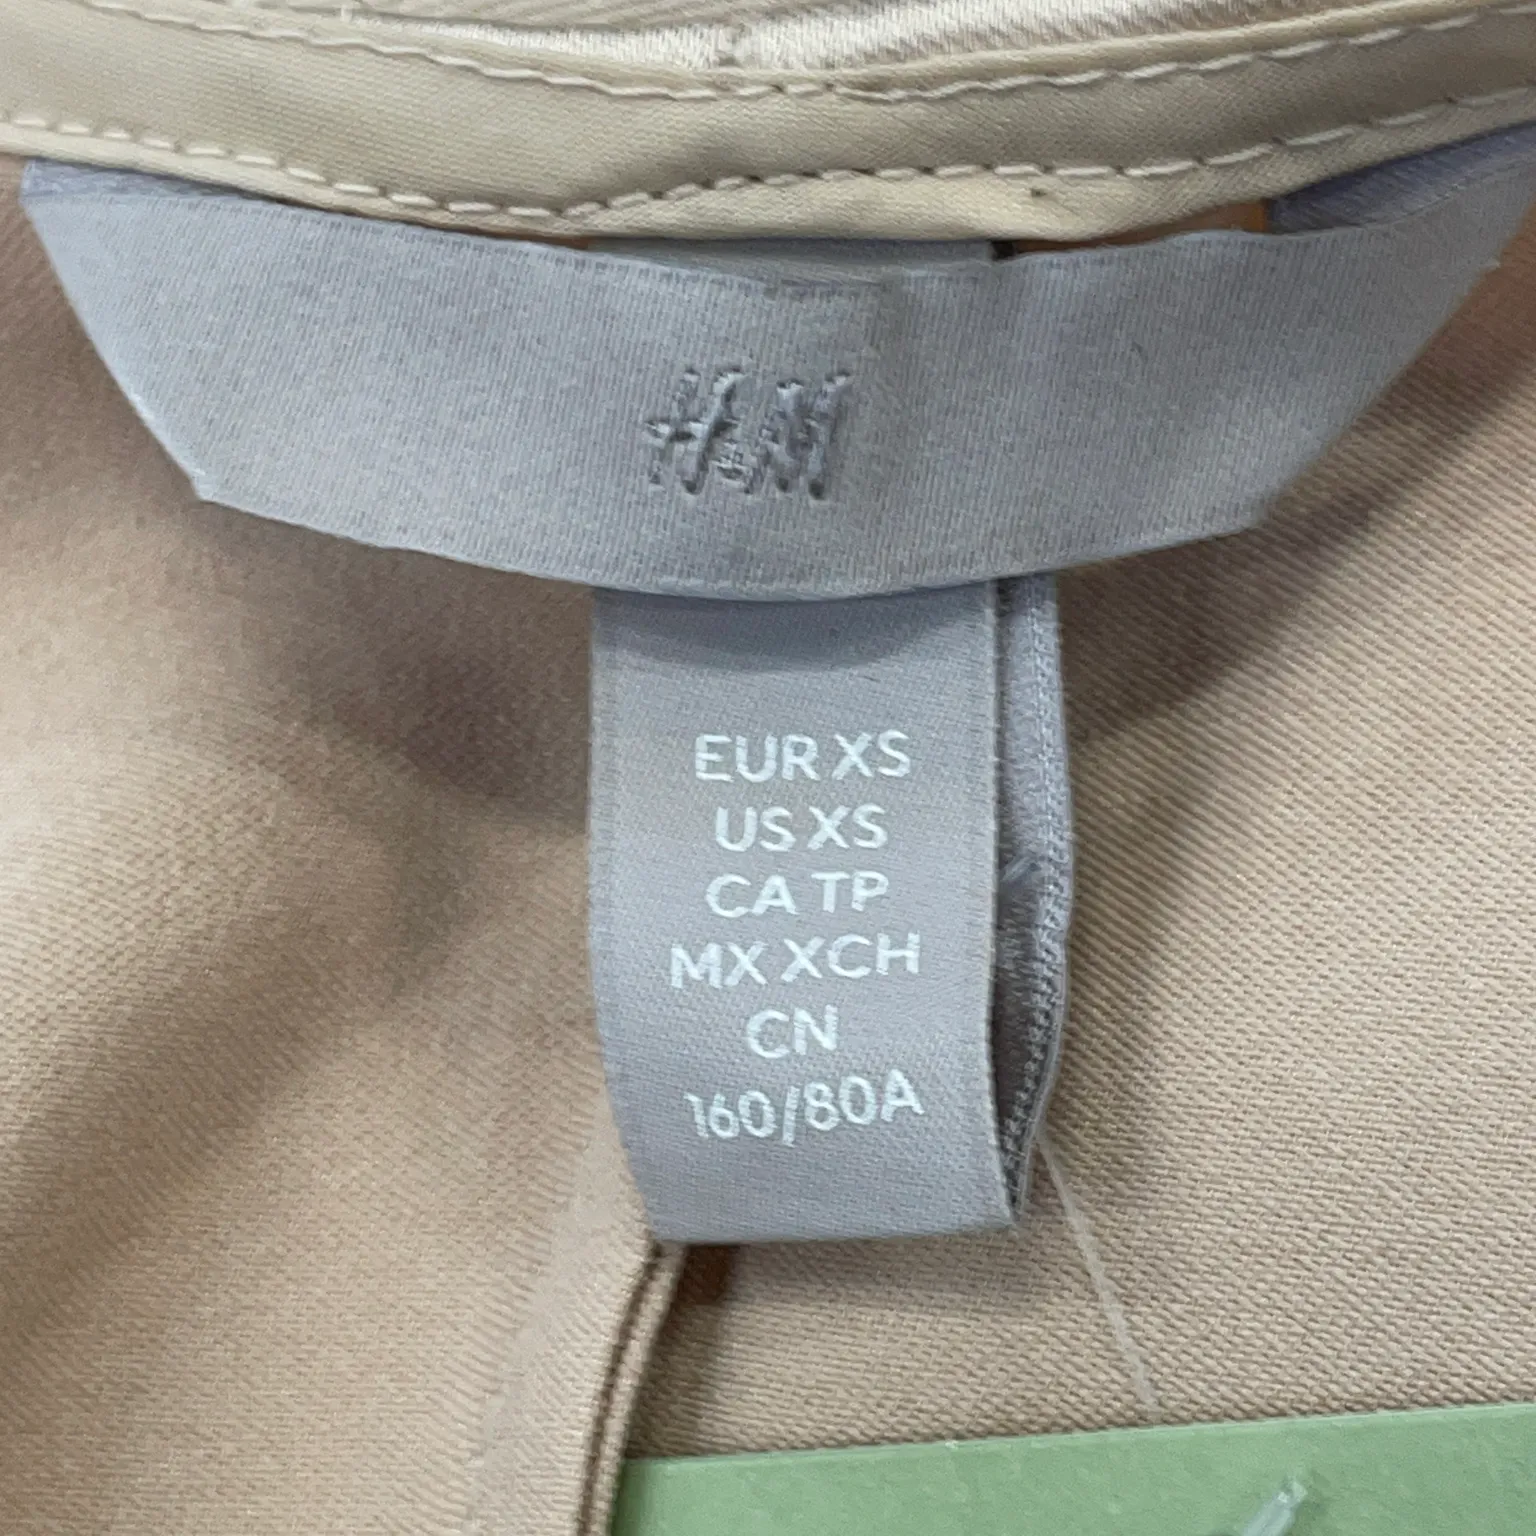 H&M
EUR XS
US XS
CA TP
MX XCH
CN
160/80A